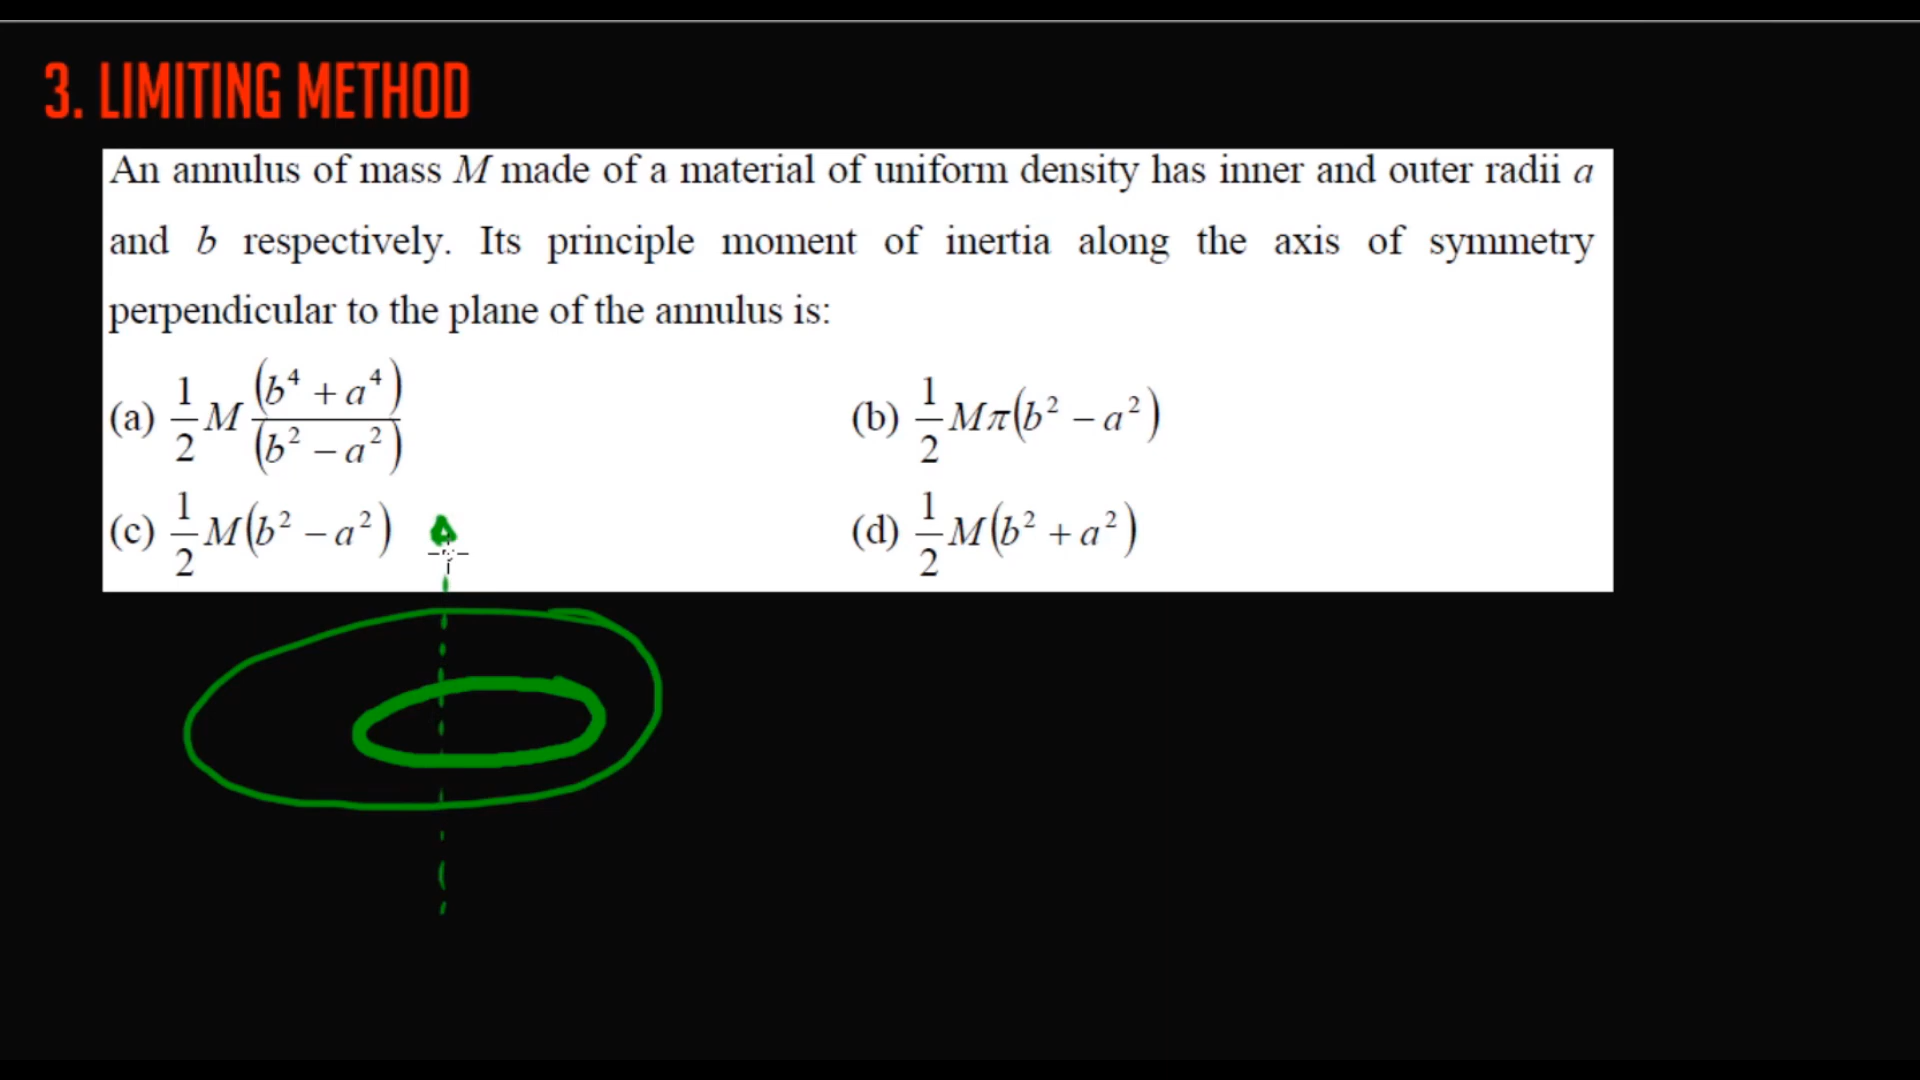 3. LIMITING METHOD
An annulus of mass M made of a material of uniform density has inner and outer radii a
and b respectively. Its principle moment of inertia along the axis of symmetry
perpendicular to the plane of the annulus is:
(a) 1/2 M (b⁴ + a⁴)/(b² − a²) (b) 1/2 Mπ(b² − a²)
(c) 1/2 M(b² − a²) (d) 1/2 M(b² + a²)